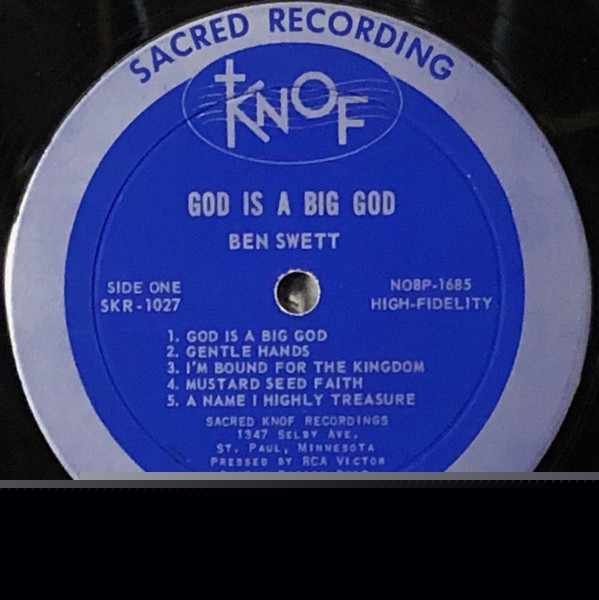 SACRED RECORDING
KNOF
GOD IS A BIG GOD
BEN SWETT
SIDE ONE
SKR-1027
NO8P-1685
HIGH-FIDELITY
1. GOD IS A BIG GOD
2. GENTLE HANDS
3. I'M BOUND FOR THE KINGDOM
4. MUSTARD SEED FAITH
5. A NAME I HIGHLY TREASURE
SACRED KNOF RECORDINGS
1347 SELBY AVE.
ST. PAUL, MINNESOTA
PRESSED BY RCA VICTOR